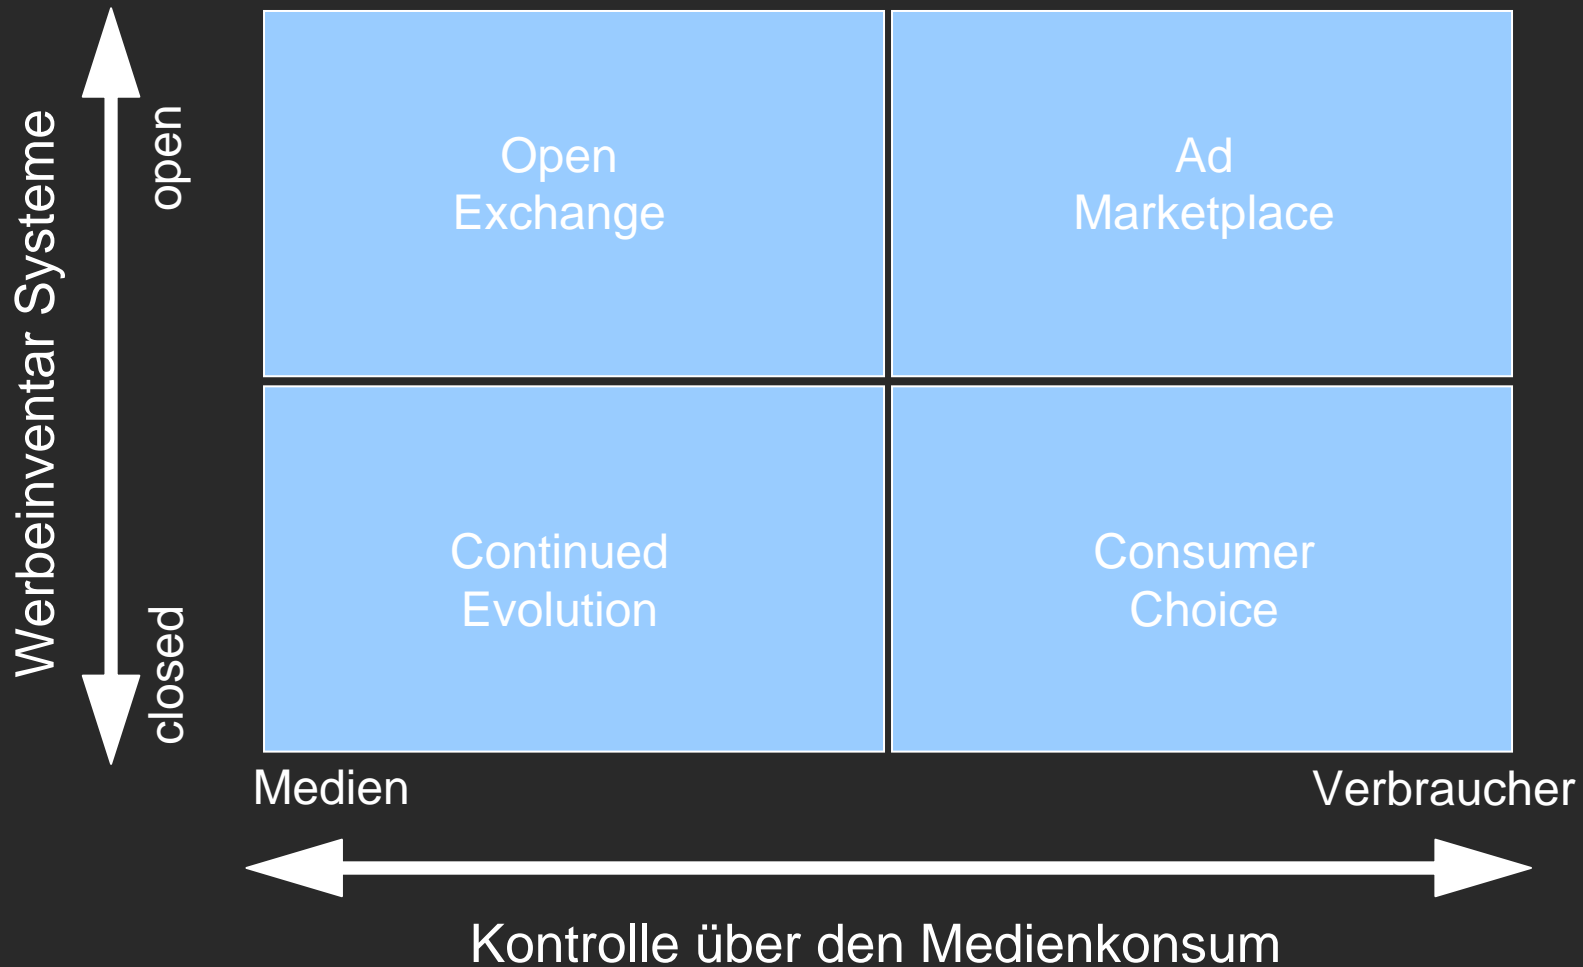 Werbeinventar Systeme
open
closed
Open
Exchange
Ad
Marketplace
Continued
Evolution
Consumer
Choice
Medien
Verbraucher
Kontrolle über den Medienkonsum